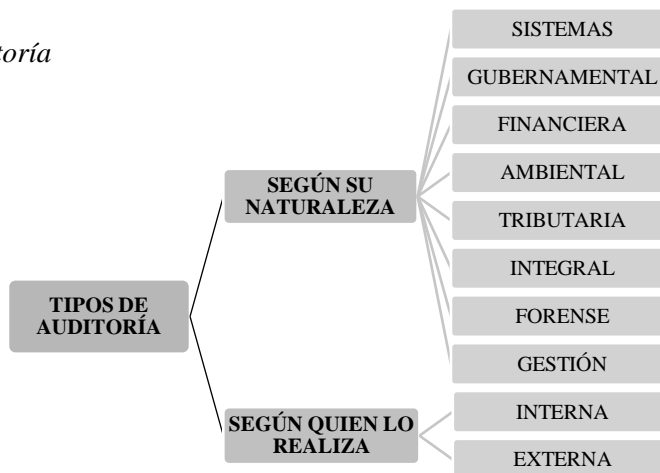 SISTEMAS
GUBERNAMENTAL
FINANCIERA
AMBIENTAL
TRIBUTARIA
INTEGRAL
FORENSE
GESTIÓN
INTERNA
EXTERNA
SEGÚN SU
NATURALEZA
SEGÚN QUIEN LO
REALIZA
TIPOS DE
AUDITORÍA